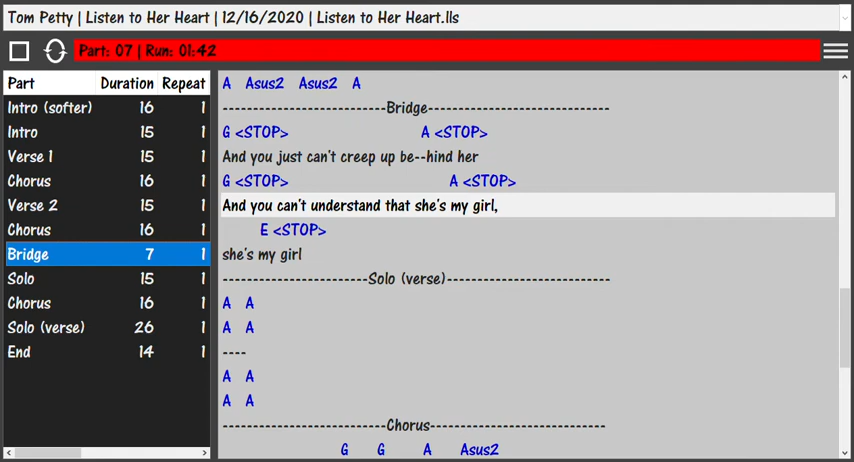 Tom Petty | Listen to Her Heart | 12/16/2020 | Listen to Her Heart.lls
Part: 07 | Run: 01:42
Part Duration Repeat
Intro (softer) 16 1
Intro 15 1
Verse 1 15 1
Chorus 16 1
Verse 2 15 1
Chorus 16 1
Bridge 7 1
Solo 15 1
Chorus 16 1
Solo (verse) 26 1
End 14 1
A Asus2 Asus2 A
---------------------------Bridge------------------------------
G <STOP> A <STOP>
And you just can't creep up be--hind her
G <STOP> A <STOP>
And you can't understand that she's my girl,
E <STOP>
she's my girl
------------------------Solo (verse)---------------------------
A A
A A
----
A A
A A
---------------------------Chorus-----------------------------
G G A Asus2